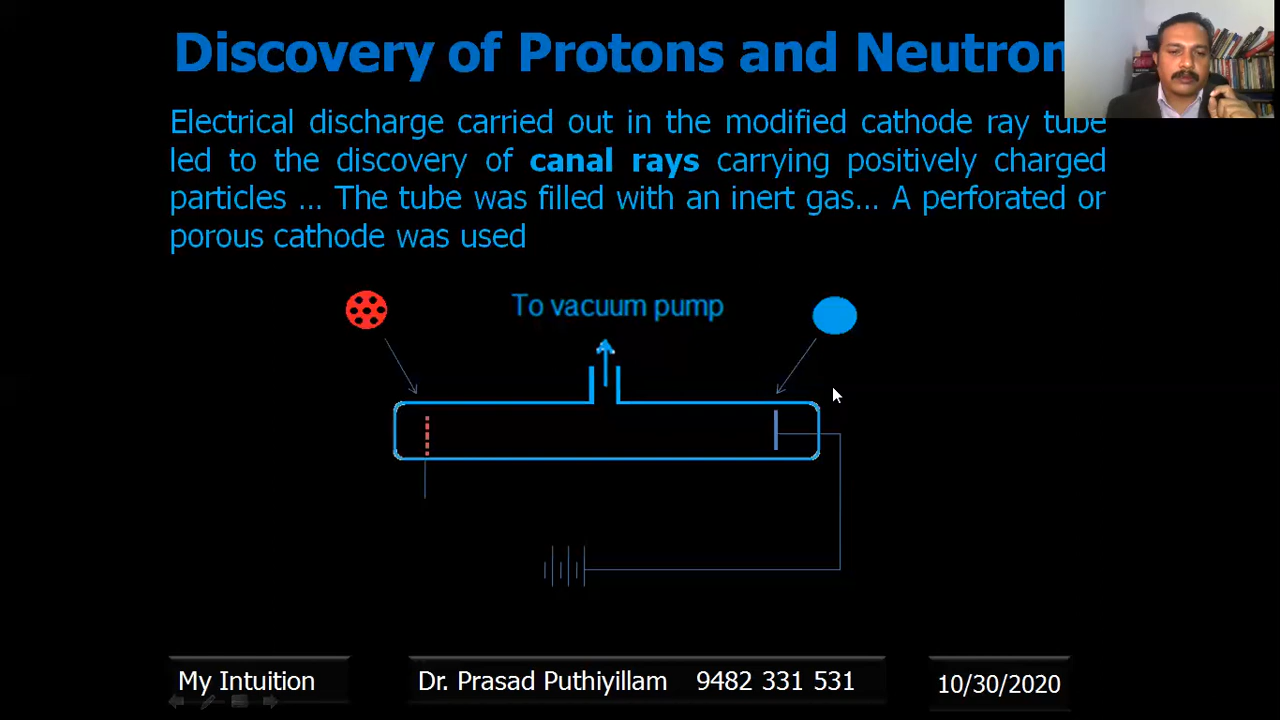 Discovery of Protons and Neutron
Electrical discharge carried out in the modified cathode ray tube
led to the discovery of canal rays carrying positively charged
particles ... The tube was filled with an inert gas... A perforated or
porous cathode was used
To vacuum pump
My Intuition
Dr. Prasad Puthiyillam 9482 331 531
10/30/2020